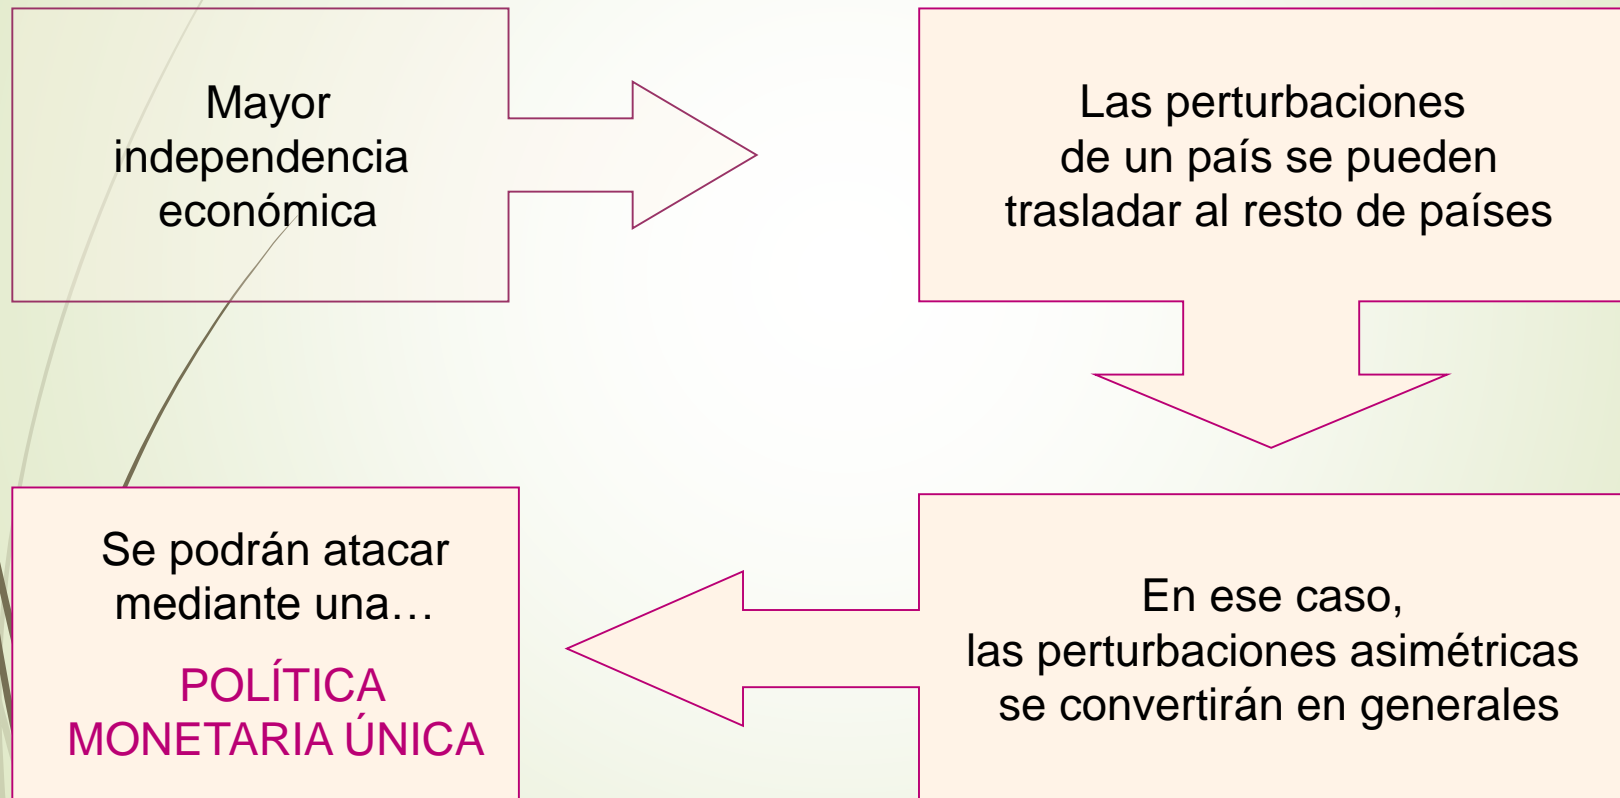 Mayor
independencia
económica
Las perturbaciones
de un país se pueden
trasladar al resto de países
En ese caso,
las perturbaciones asimétricas
se convertirán en generales
Se podrán atacar
mediante una…
POLÍTICA
MONETARIA ÚNICA